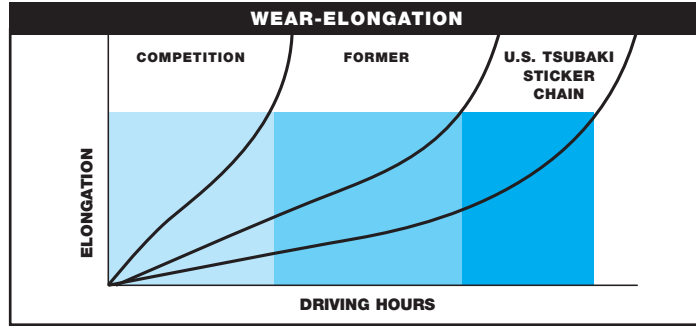 WEAR-ELONGATION
COMPETITION
FORMER
U.S. TSUBAKI
STICKER
CHAIN
ELONGATION
DRIVING HOURS